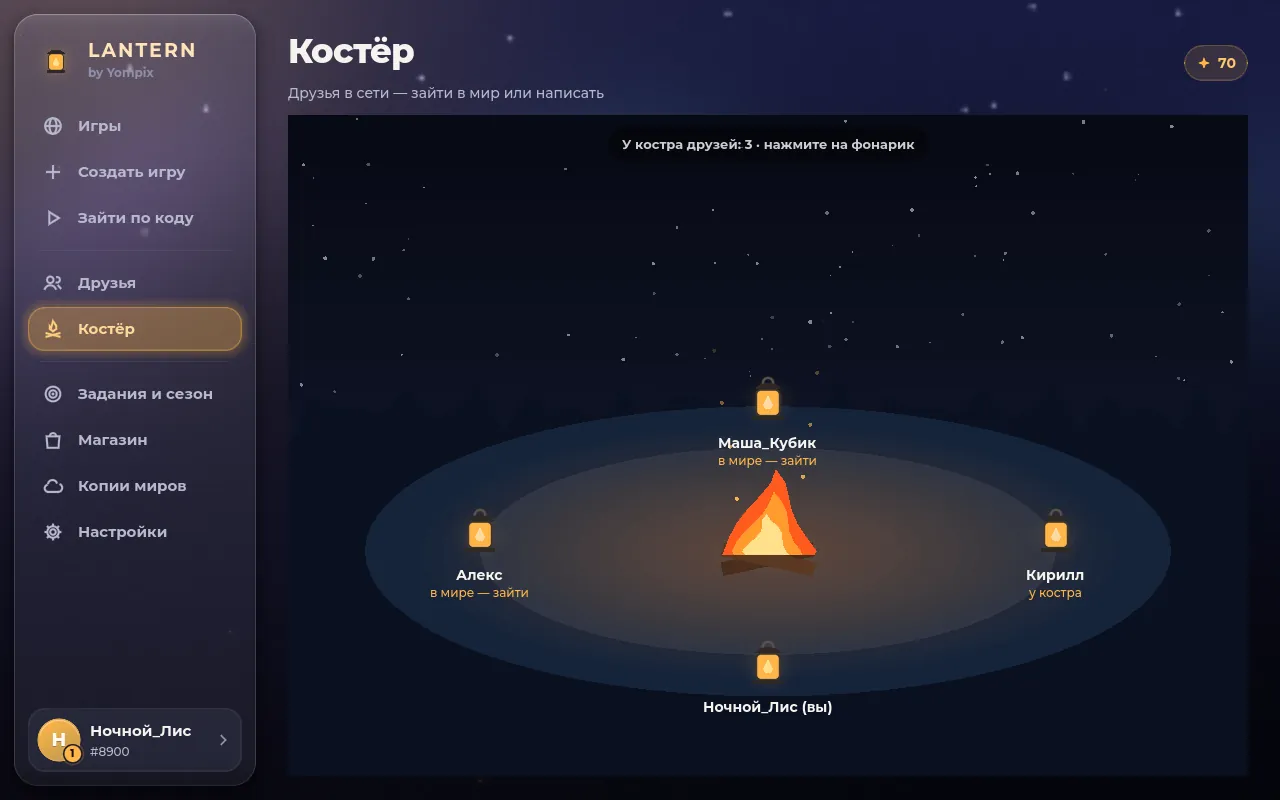 LANTERN
by Yompix
Игры
Создать игру
Зайти по коду
Друзья
Костёр
Задания и сезон
Магазин
Копии миров
Настройки
Н
1
Ночной_Лис
#8900
Костёр
Друзья в сети — зайти в мир или написать
70
У костра друзей: 3 · нажмите на фонарик
Маша_Кубик
в мире — зайти
Алекс
в мире — зайти
Кирилл
у костра
Ночной_Лис (вы)